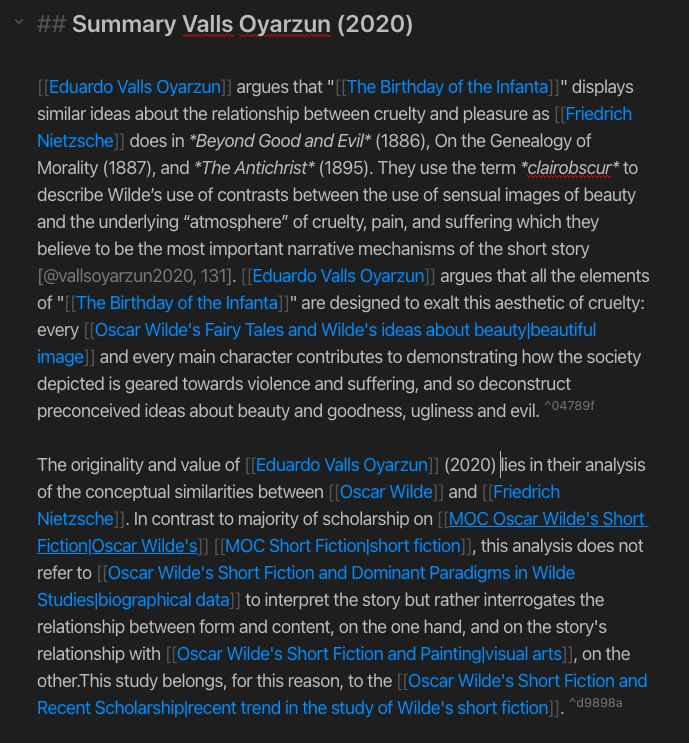 ## Summary Valls Oyarzun (2020)
[[Eduardo Valls Oyarzun]] argues that "[[The Birthday of the Infanta]]" displays
similar ideas about the relationship between cruelty and pleasure as [[Friedrich
Nietzsche]] does in *Beyond Good and Evil* (1886), On the Genealogy of
Morality (1887), and *The Antichrist* (1895). They use the term *clairobscur* to
describe Wilde’s use of contrasts between the use of sensual images of beauty
and the underlying “atmosphere” of cruelty, pain, and suffering which they
believe to be the most important narrative mechanisms of the short story
[@vallsoyarzun2020, 131]. [[Eduardo Valls Oyarzun]] argues that all the elements
of "[[The Birthday of the Infanta]]" are designed to exalt this aesthetic of cruelty:
every [[Oscar Wilde's Fairy Tales and Wilde's ideas about beauty|beautiful
image]] and every main character contributes to demonstrating how the society
depicted is geared towards violence and suffering, and so deconstruct
preconceived ideas about beauty and goodness, ugliness and evil. ^04789f
The originality and value of [[Eduardo Valls Oyarzun]] (2020) lies in their analysis
of the conceptual similarities between [[Oscar Wilde]] and [[Friedrich
Nietzsche]]. In contrast to majority of scholarship on [[MOC Oscar Wilde's Short
Fiction|Oscar Wilde's]] [[MOC Short Fiction|short fiction]], this analysis does not
refer to [[Oscar Wilde's Short Fiction and Dominant Paradigms in Wilde
Studies|biographical data]] to interpret the story but rather interrogates the
relationship between form and content, on the one hand, and on the story's
relationship with [[Oscar Wilde's Short Fiction and Painting|visual arts]], on the
other.This study belongs, for this reason, to the [[Oscar Wilde's Short Fiction and
Recent Scholarship|recent trend in the study of Wilde's short fiction]]. ^d9898a